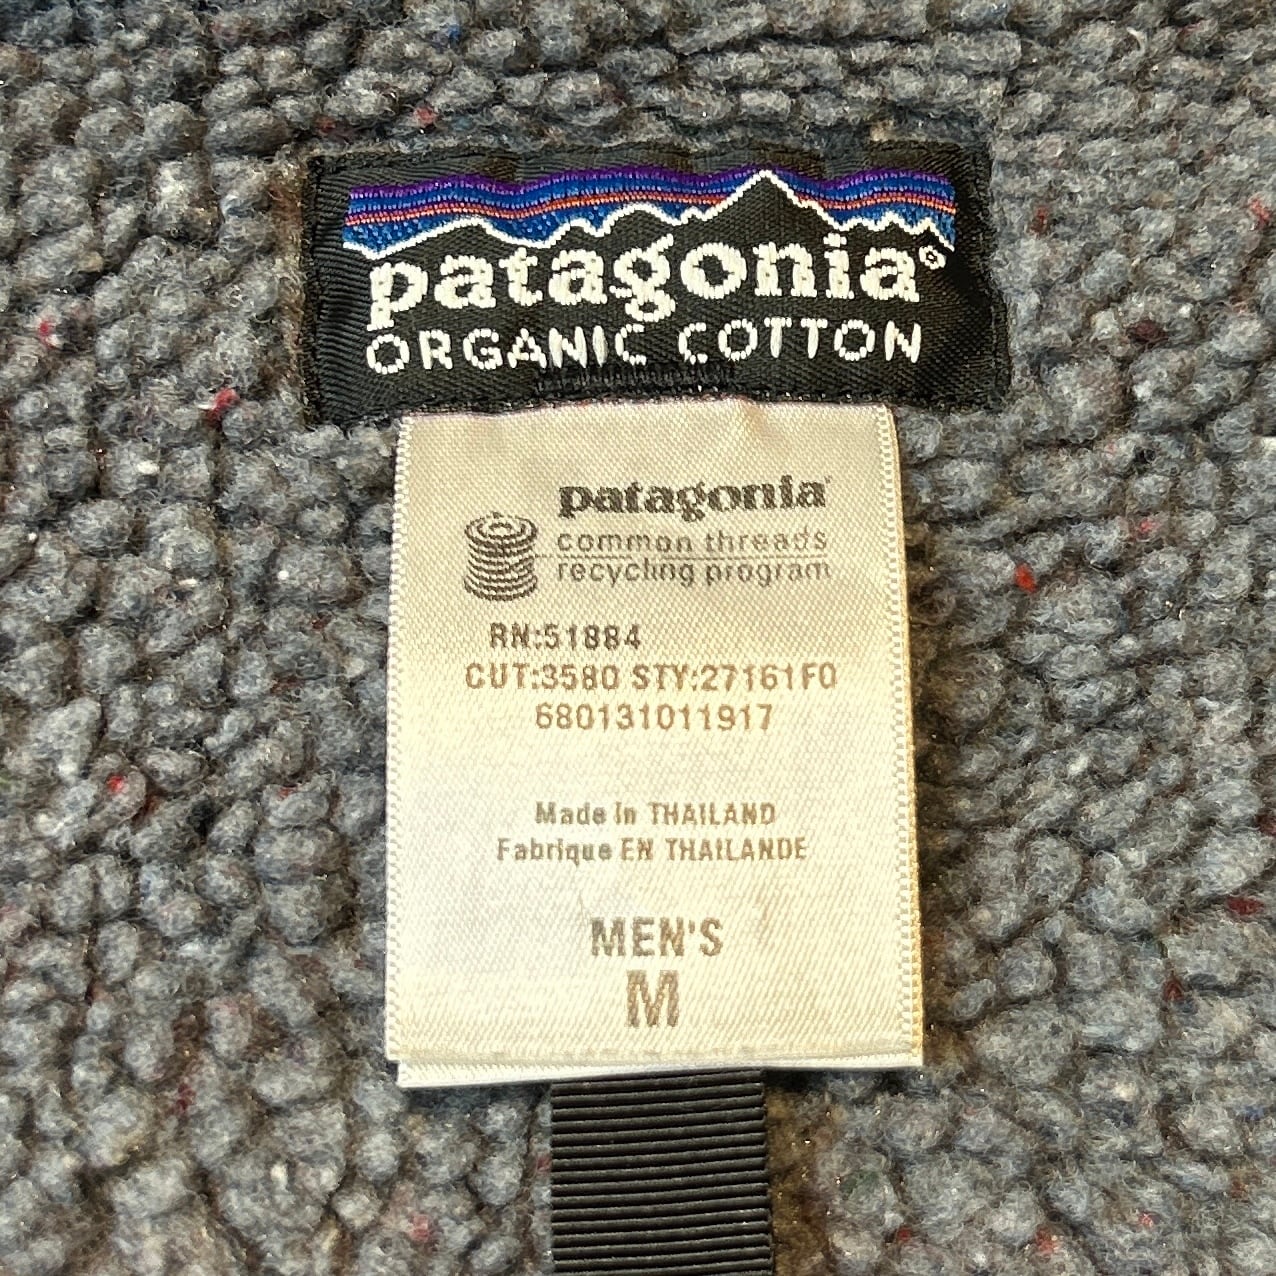 patagonia®
ORGANIC COTTON
patagonia®
common threads
recycling program
RN:51884
CUT:3580 STY:27161F0
680131011917
Made in THAILAND
Fabrique EN THAILANDE
MEN'S
M